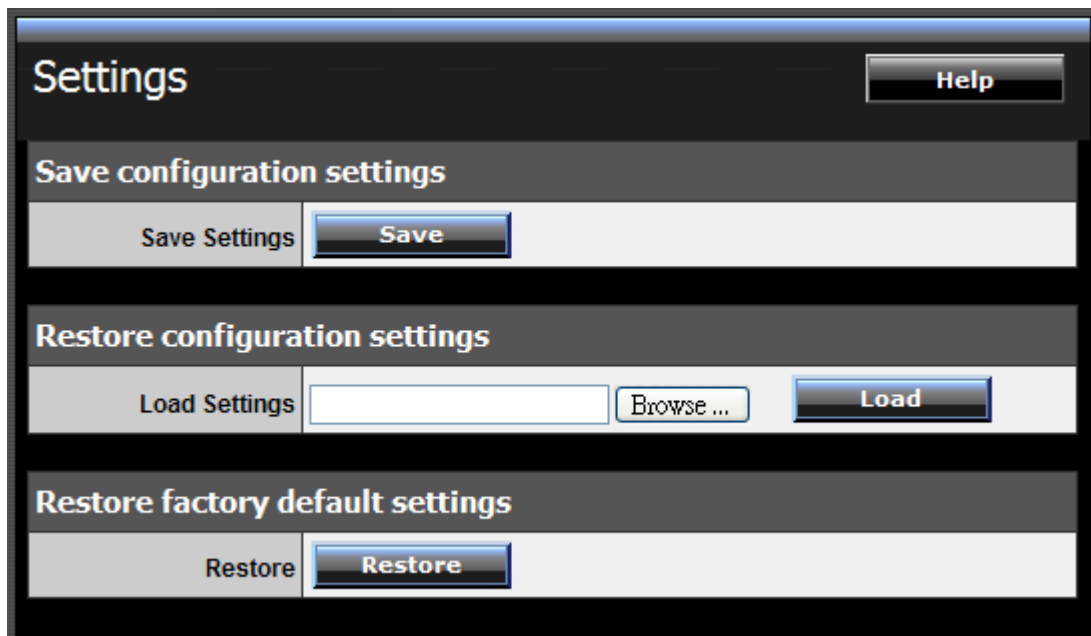 Settings
Help
Save configuration settings
Save Settings
Save
Restore configuration settings
Load Settings
Browse ...
Load
Restore factory default settings
Restore
Restore